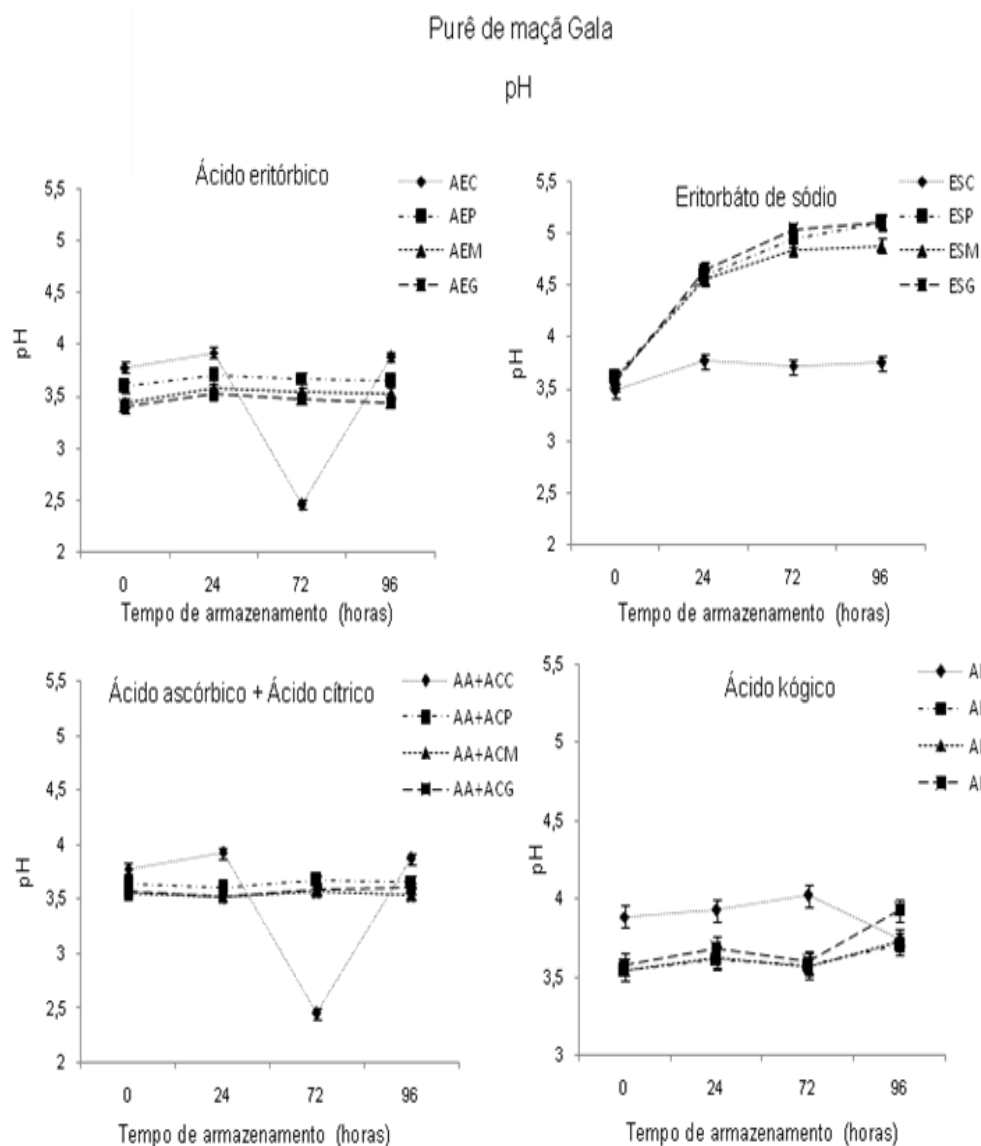 Purê de maçã Gala
pH
Ácido eritórbico
AEC
AEP
AEM
AEG
5,5
5
4,5
4
3,5
3
2,5
2
pH
0 24 72 96
Tempo de armazenamento (horas)
Eritorbáto de sódio
ESC
ESP
ESM
ESG
5,5
5
4,5
4
3,5
3
2,5
2
pH
0 24 72 96
Tempo de armazenamento (horas)
Ácido ascórbico + Ácido cítrico
AA+ACC
AA+ACP
AA+ACM
AA+ACG
5,5
5
4,5
4
3,5
3
2,5
2
pH
0 24 72 96
Tempo de armazenamento (horas)
Ácido kógico
5,5
5
4,5
4
3,5
3
pH
0 24 72 96
Tempo de armazenamento (horas)